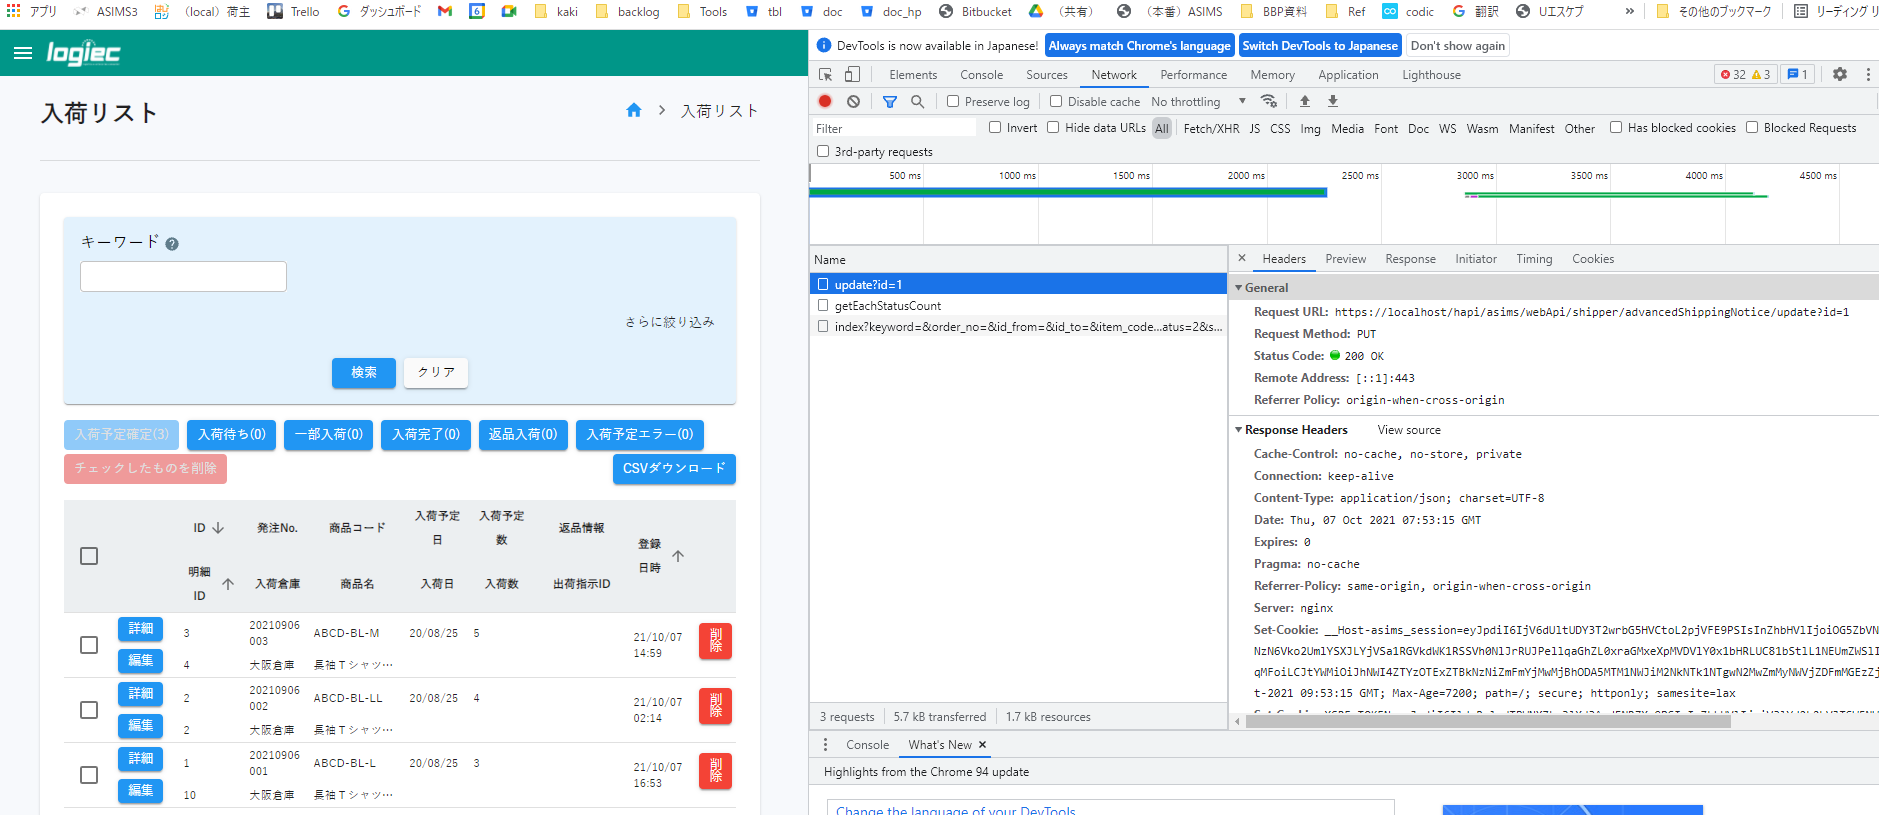 アプリ ASIMS3 （local）荷主 Trello ダッシュボード kaki backlog Tools tbl doc doc_hp Bitbucket （共有） （本番）ASIMS BBP資料 Ref codic 翻訳 Uエスケプ » その他のブックマーク リーディング リ
logiec
入荷リスト
入荷リスト
キーワード ?
さらに絞り込み
検索 クリア
入荷予定確定(3) 入荷待ち(0) 一部入荷(0) 入荷完了(0) 返品入荷(0) 入荷予定エラー(0)
チェックしたものを削除 CSVダウンロード
ID 発注No. 商品コード 入荷予定日 入荷予定数 返品情報 登録日時
明細ID 入荷倉庫 商品名 入荷日 入荷数 出荷指示ID
詳細 3 20210906003 ABCD-BL-M 20/08/25 5 21/10/07 14:59 削除
編集 4 大阪倉庫 長袖Ｔシャツ…
詳細 2 20210906002 ABCD-BL-LL 20/08/25 4 21/10/07 02:14 削除
編集 2 大阪倉庫 長袖Ｔシャツ…
詳細 1 20210906001 ABCD-BL-L 20/08/25 3 21/10/07 16:53 削除
編集 10 大阪倉庫 長袖Ｔシャツ…
DevTools is now available in Japanese! Always match Chrome's language Switch DevTools to Japanese Don't show again
Elements Console Sources Network Performance Memory Application Lighthouse 32 3 1
Preserve log Disable cache No throttling
Filter Invert Hide data URLs All Fetch/XHR JS CSS Img Media Font Doc WS Wasm Manifest Other Has blocked cookies Blocked Requests
3rd-party requests
500 ms 1000 ms 1500 ms 2000 ms 2500 ms 3000 ms 3500 ms 4000 ms 4500 ms
Name
update?id=1
getEachStatusCount
index?keyword=&order_no=&id_from=&id_to=&item_code...atus=2&s...
3 requests 5.7 kB transferred 1.7 kB resources
Headers Preview Response Initiator Timing Cookies
General
Request URL: https://localhost/hapi/asims/webApi/shipper/advancedShippingNotice/update?id=1
Request Method: PUT
Status Code: 200 OK
Remote Address: [::1]:443
Referrer Policy: origin-when-cross-origin
Response Headers View source
Cache-Control: no-cache, no-store, private
Connection: keep-alive
Content-Type: application/json; charset=UTF-8
Date: Thu, 07 Oct 2021 07:53:15 GMT
Expires: 0
Pragma: no-cache
Referrer-Policy: same-origin, origin-when-cross-origin
Server: nginx
Set-Cookie:
t-2021 09:53:15 GMT; Max-Age=7200; path=/; secure; httponly; samesite=lax
Console What's New
Highlights from the Chrome 94 update
Change the language of your DevTools